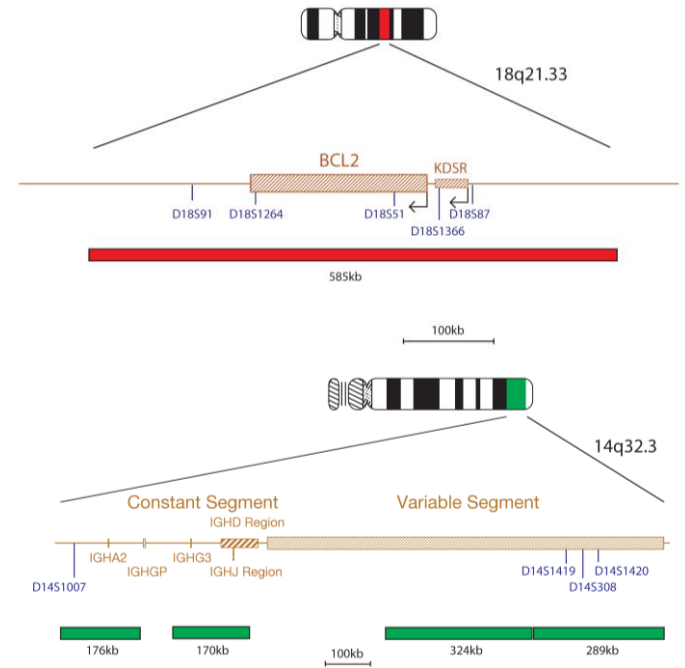 18q21.33
BCL2
KDSR
D18S91
D18S1264
D18S51
D18S87
D18S1366
585kb
100kb
14q32.3
Constant Segment
Variable Segment
IGHD Region
IGHA2
IGHG3
IGHGP
IGHJ Region
D14S1007
D14S1419
D14S1420
D14S308
176kb
170kb
324kb
289kb
100kb